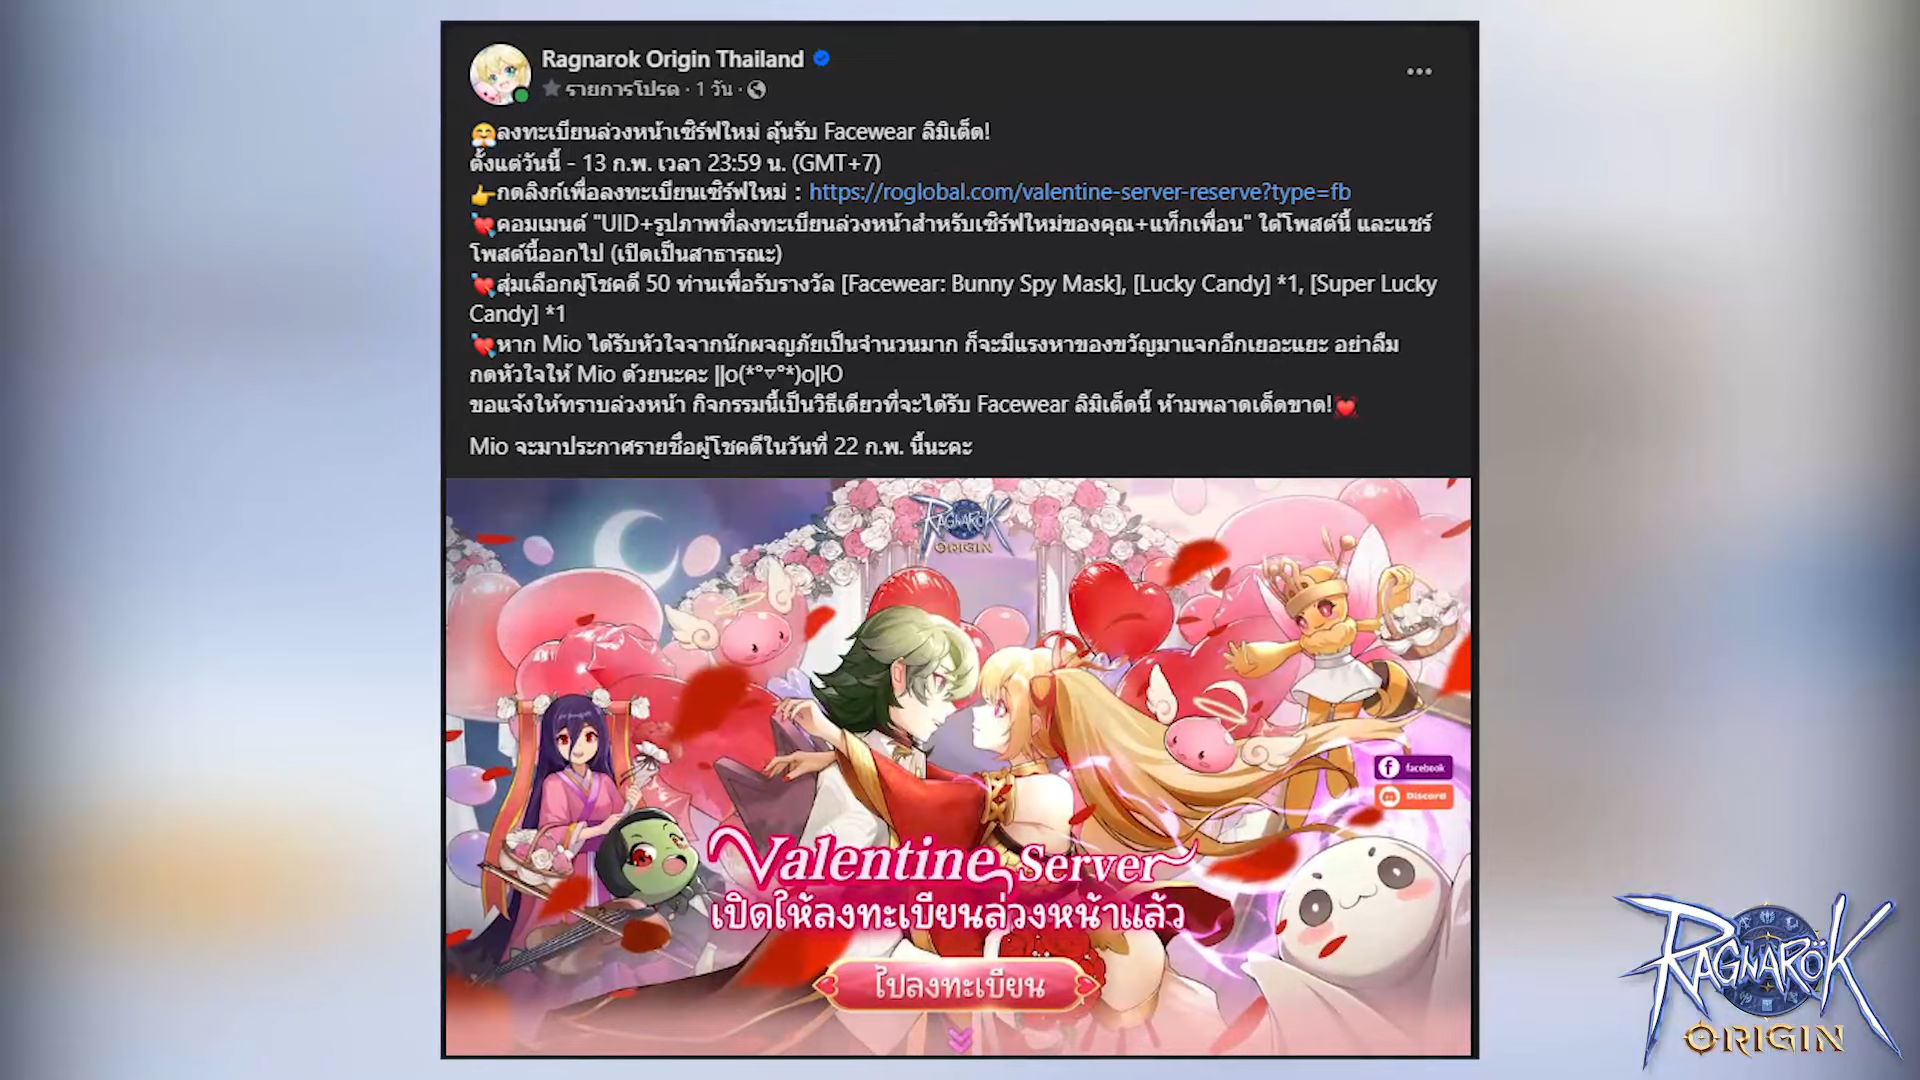 Ragnarok Origin Thailand
รายการโปรด · 1 วัน ·
🤗ลงทะเบียนล่วงหน้าเซิร์ฟใหม่ ลุ้นรับ Facewear ลิมิเต็ด!
ตั้งแต่วันนี้ - 13 ก.พ. เวลา 23:59 น. (GMT+7)
👉กดลิงก์เพื่อลงทะเบียนเซิร์ฟใหม่ : https://roglobal.com/valentine-server-reserve?type=fb
💘คอมเมนต์ "UID+รูปภาพที่ลงทะเบียนล่วงหน้าสำหรับเซิร์ฟใหม่ของคุณ+แท็กเพื่อน" ใต้โพสต์นี้ และแชร์
โพสต์นี้ออกไป (เปิดเป็นสาธารณะ)
💘สุ่มเลือกผู้โชคดี 50 ท่านเพื่อรับรางวัล [Facewear: Bunny Spy Mask], [Lucky Candy] *1, [Super Lucky
Candy] *1
💘หาก Mio ได้รับหัวใจจากนักผจญภัยเป็นจำนวนมาก ก็จะมีแรงหาของขวัญมาแจกอีกเยอะแยะ อย่าลืม
กดหัวใจให้ Mio ด้วยนะคะ ||o(*°▽°*)o|Ю
ขอแจ้งให้ทราบล่วงหน้า กิจกรรมนี้เป็นวิธีเดียวที่จะได้รับ Facewear ลิมิเต็ดนี้ ห้ามพลาดเด็ดขาด!💓
Mio จะมาประกาศรายชื่อผู้โชคดีในวันที่ 22 ก.พ. นี้นะคะ
RAGNARÖK
ORIGIN
facebook
Discord
Valentine Server
เปิดให้ลงทะเบียนล่วงหน้าแล้ว
ไปลงทะเบียน
RAGNARÖK
ORIGIN